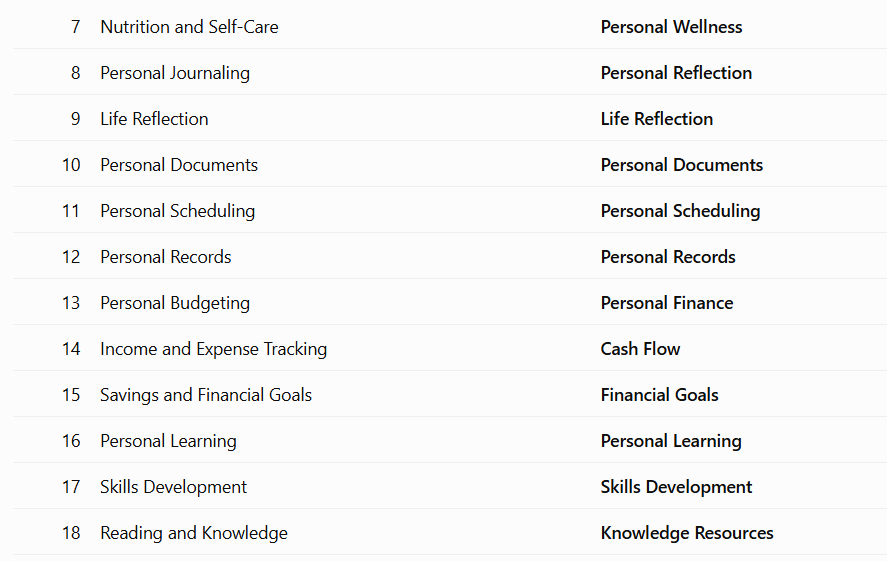 7 Nutrition and Self-Care Personal Wellness
8 Personal Journaling Personal Reflection
9 Life Reflection Life Reflection
10 Personal Documents Personal Documents
11 Personal Scheduling Personal Scheduling
12 Personal Records Personal Records
13 Personal Budgeting Personal Finance
14 Income and Expense Tracking Cash Flow
15 Savings and Financial Goals Financial Goals
16 Personal Learning Personal Learning
17 Skills Development Skills Development
18 Reading and Knowledge Knowledge Resources